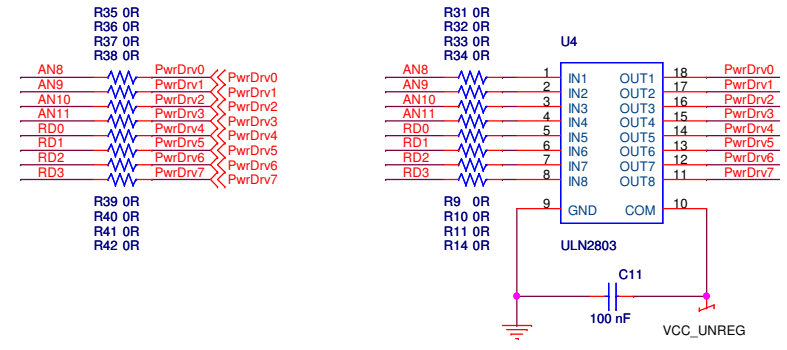 R35 0R
R36 0R
R37 0R
R38 0R
AN8 PwrDrv0 PwrDrv0
AN9 PwrDrv1 PwrDrv1
AN10 PwrDrv2 PwrDrv2
AN11 PwrDrv3 PwrDrv3
RD0 PwrDrv4 PwrDrv4
RD1 PwrDrv5 PwrDrv5
RD2 PwrDrv6 PwrDrv6
RD3 PwrDrv7 PwrDrv7
R39 0R
R40 0R
R41 0R
R42 0R
R31 0R
R32 0R
R33 0R
R34 0R
U4
AN8 1 IN1 OUT1 18 PwrDrv0
AN9 2 IN2 OUT2 17 PwrDrv1
AN10 3 IN3 OUT3 16 PwrDrv2
AN11 4 IN4 OUT4 15 PwrDrv3
RD0 5 IN5 OUT5 14 PwrDrv4
RD1 6 IN6 OUT6 13 PwrDrv5
RD2 7 IN7 OUT7 12 PwrDrv6
RD3 8 IN8 OUT8 11 PwrDrv7
9 GND COM 10
R9 0R
R10 0R
R11 0R
R14 0R
ULN2803
C11
100 nF
VCC_UNREG